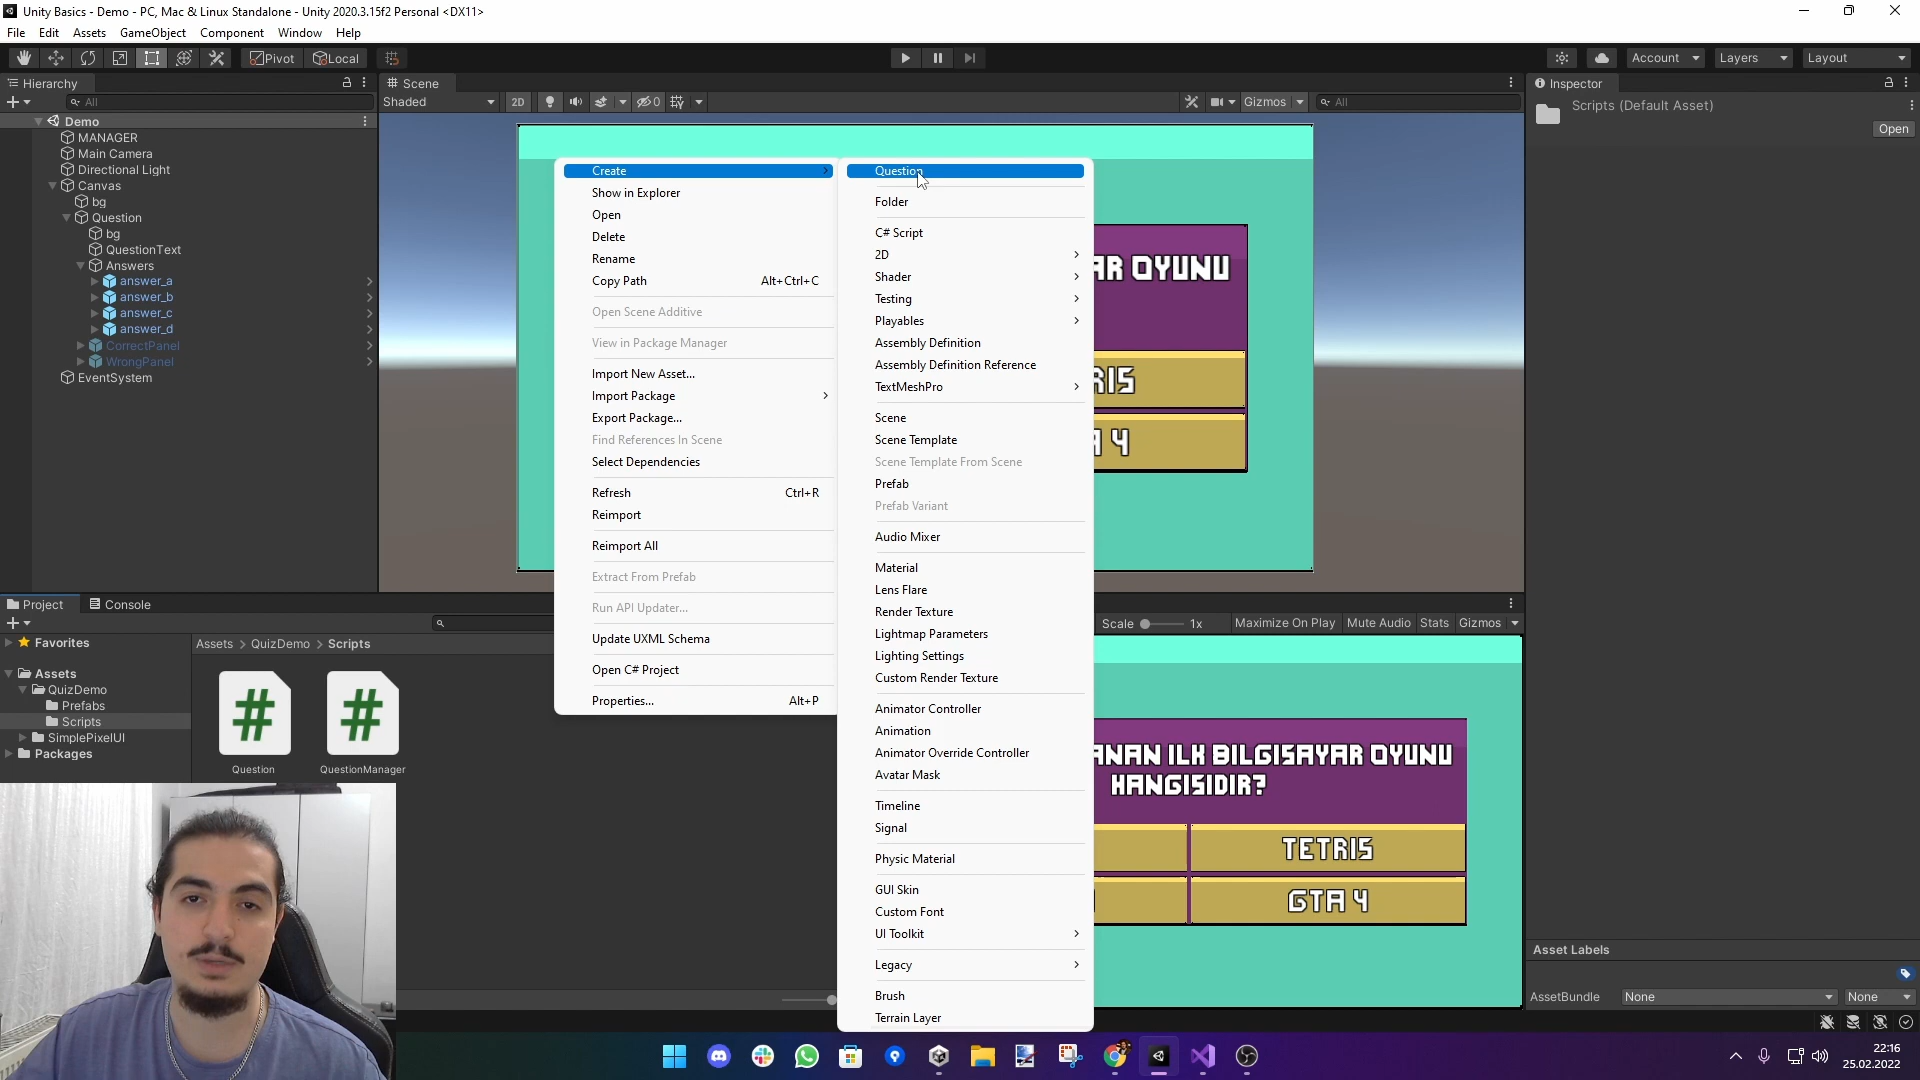 Unity Basics - Demo - PC, Mac & Linux Standalone - Unity 2020.3.15f2 Personal <DX11>
File Edit Assets GameObject Component Window Help
Pivot Local Account Layers Layout
Hierarchy
All
Demo
MANAGER
Main Camera
Directional Light
Canvas
bg
Question
bg
QuestionText
Answers
answer_a
answer_b
answer_c
answer_d
CorrectPanel
WrongPanel
EventSystem
Scene
Shaded 2D 0 Gizmos All
AR OYUNU
RIS
A 4
Create
Show in Explorer
Open
Delete
Rename
Copy Path Alt+Ctrl+C
Open Scene Additive
View in Package Manager
Import New Asset...
Import Package
Export Package...
Find References In Scene
Select Dependencies
Refresh Ctrl+R
Reimport
Reimport All
Extract From Prefab
Run API Updater...
Update UXML Schema
Open C# Project
Properties... Alt+P
Question
Folder
C# Script
2D
Shader
Testing
Playables
Assembly Definition
Assembly Definition Reference
TextMeshPro
Scene
Scene Template
Scene Template From Scene
Prefab
Prefab Variant
Audio Mixer
Material
Lens Flare
Render Texture
Lightmap Parameters
Lighting Settings
Custom Render Texture
Animator Controller
Animation
Animator Override Controller
Avatar Mask
Timeline
Signal
Physic Material
GUI Skin
Custom Font
UI Toolkit
Legacy
Brush
Terrain Layer
Inspector
Scripts (Default Asset)
Open
Project Console
Favorites
Assets
QuizDemo
Prefabs
Scripts
SimplePixelUI
Packages
Assets > QuizDemo > Scripts
#
#
Question QuestionManager
Scale 1x Maximize On Play Mute Audio Stats Gizmos
ANAN ILK BILGISAYAR OYUNU
HANGISIDIR?
TETRIS
GTA 4
Asset Labels
AssetBundle None None
22:16
25.02.2022